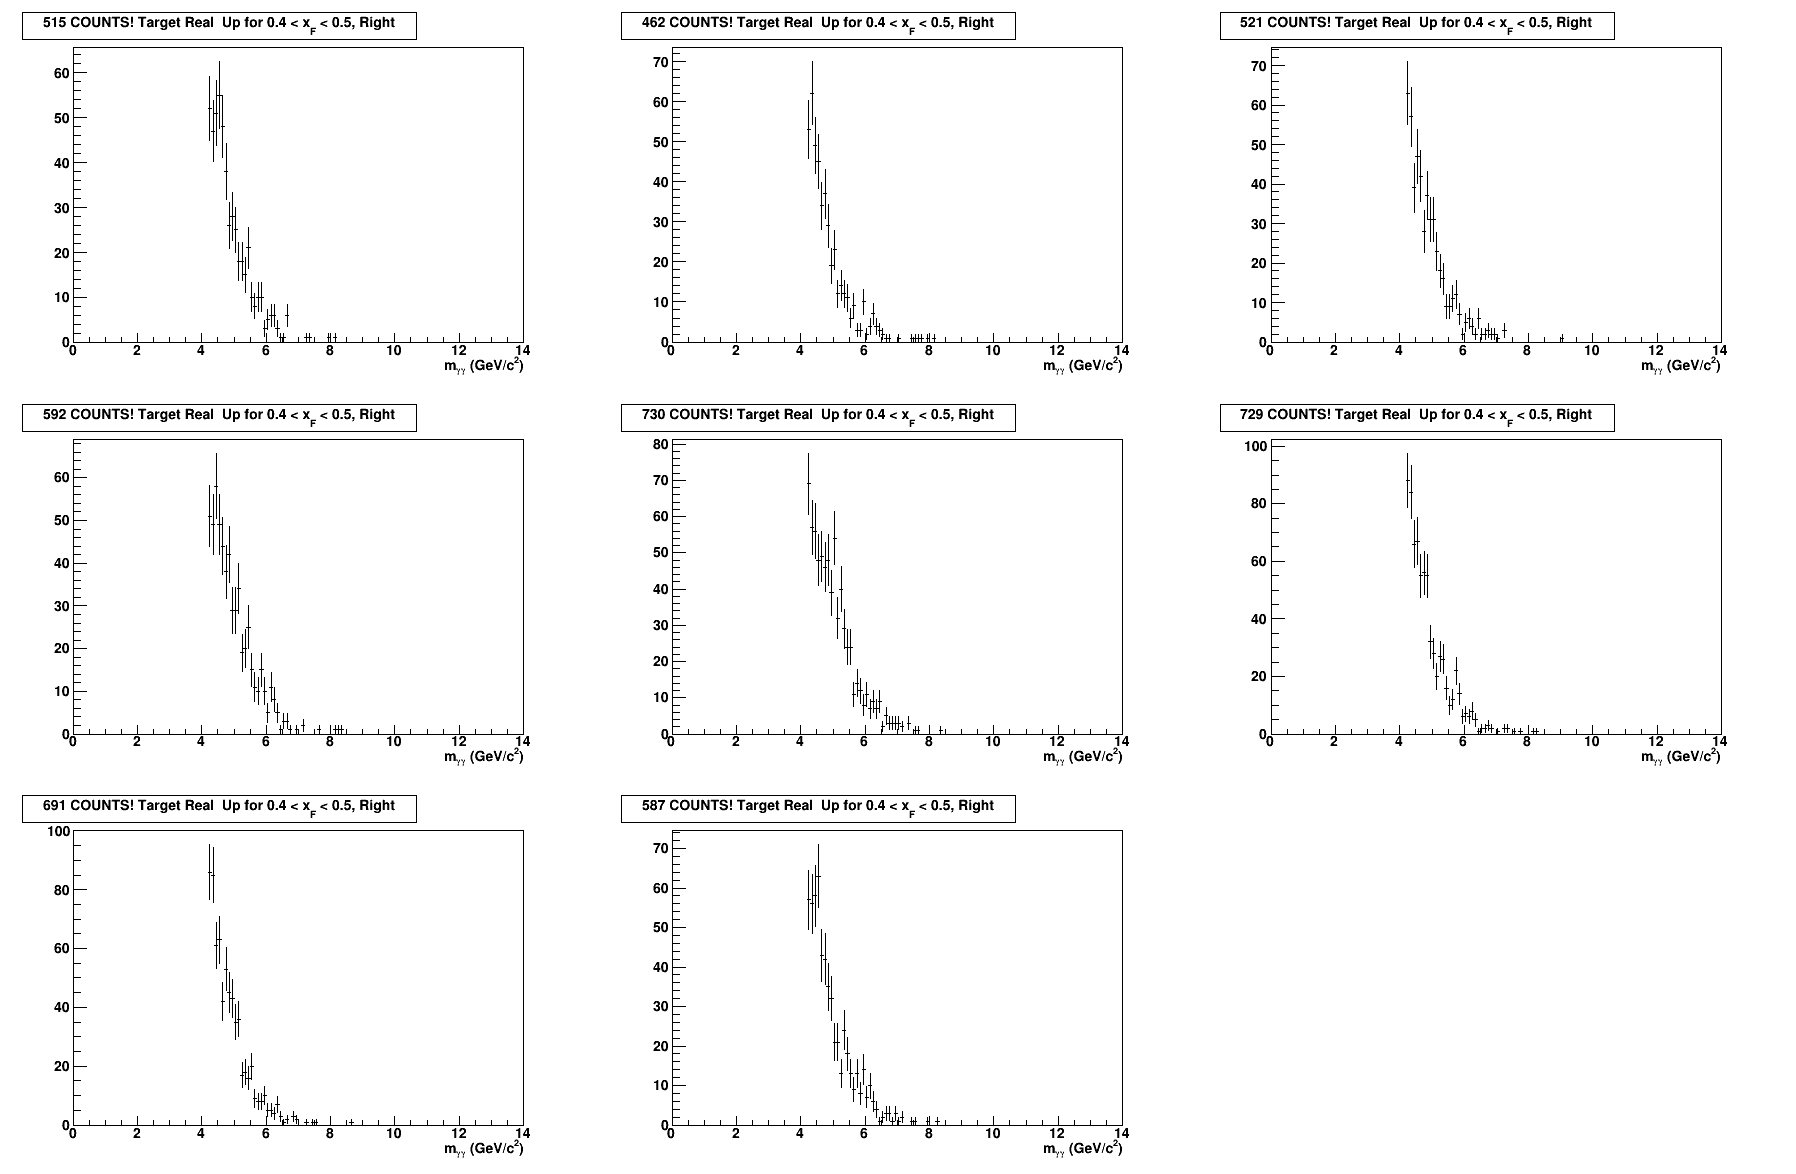 515 COUNTS! Target Real  Up for 0.4 < x_F < 0.5, Right
60
50
40
30
20
10
0
0 2 4 6 8 10 12 14
m_γγ (GeV/c²)
462 COUNTS! Target Real  Up for 0.4 < x_F < 0.5, Right
70
60
50
40
30
20
10
0
0 2 4 6 8 10 12 14
m_γγ (GeV/c²)
521 COUNTS! Target Real  Up for 0.4 < x_F < 0.5, Right
70
60
50
40
30
20
10
0
0 2 4 6 8 10 12 14
m_γγ (GeV/c²)
592 COUNTS! Target Real  Up for 0.4 < x_F < 0.5, Right
60
50
40
30
20
10
0
0 2 4 6 8 10 12 14
m_γγ (GeV/c²)
730 COUNTS! Target Real  Up for 0.4 < x_F < 0.5, Right
80
70
60
50
40
30
20
10
0
0 2 4 6 8 10 12 14
m_γγ (GeV/c²)
729 COUNTS! Target Real  Up for 0.4 < x_F < 0.5, Right
100
80
60
40
20
0
0 2 4 6 8 10 12 14
m_γγ (GeV/c²)
691 COUNTS! Target Real  Up for 0.4 < x_F < 0.5, Right
100
80
60
40
20
0
0 2 4 6 8 10 12 14
m_γγ (GeV/c²)
587 COUNTS! Target Real  Up for 0.4 < x_F < 0.5, Right
70
60
50
40
30
20
10
0
0 2 4 6 8 10 12 14
m_γγ (GeV/c²)